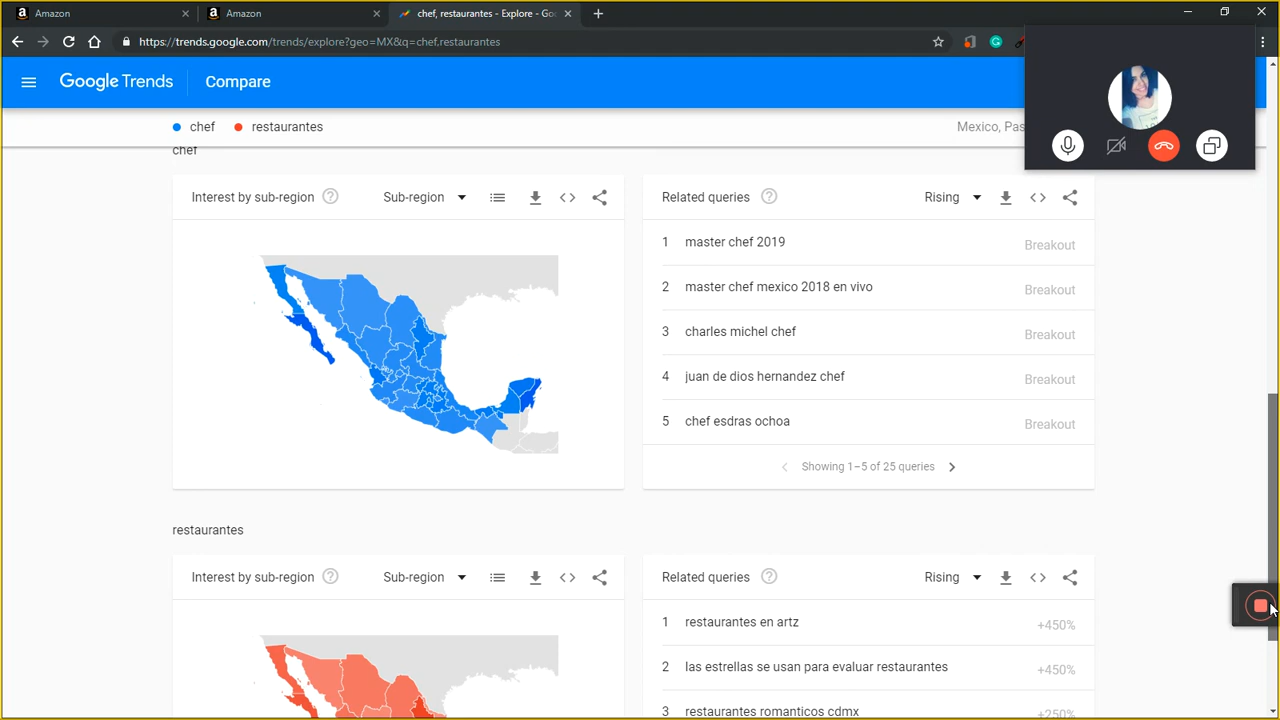 Amazon
Amazon
chef, restaurantes - Explore - Goo
https://trends.google.com/trends/explore?geo=MX&q=chef,restaurantes
Google Trends
Compare
chef
restaurantes
Mexico, Pas
chef
Interest by sub-region
Sub-region
Related queries
Rising
1 master chef 2019 Breakout
2 master chef mexico 2018 en vivo Breakout
3 charles michel chef Breakout
4 juan de dios hernandez chef Breakout
5 chef esdras ochoa Breakout
Showing 1–5 of 25 queries
restaurantes
Interest by sub-region
Sub-region
Related queries
Rising
1 restaurantes en artz +450%
2 las estrellas se usan para evaluar restaurantes +450%
3 restaurantes romanticos cdmx +250%